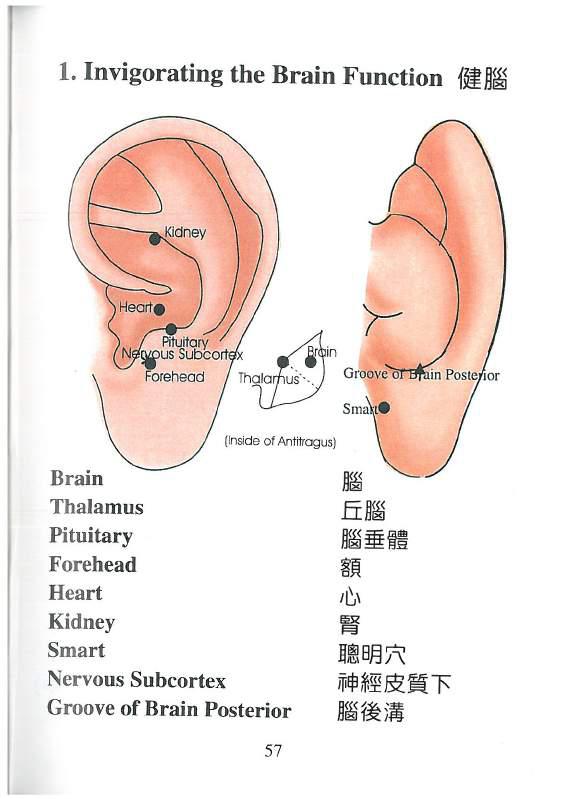 1. Invigorating the Brain Function 健腦
Kidney
Heart
Pituitary
Nervous Subcortex
Forehead
Brain
Thalamus
Groove of Brain Posterior
Smart
(Inside of Antitragus)
Brain 腦
Thalamus 丘腦
Pituitary 腦垂體
Forehead 額
Heart 心
Kidney 腎
Smart 聰明穴
Nervous Subcortex 神經皮質下
Groove of Brain Posterior 腦後溝
57